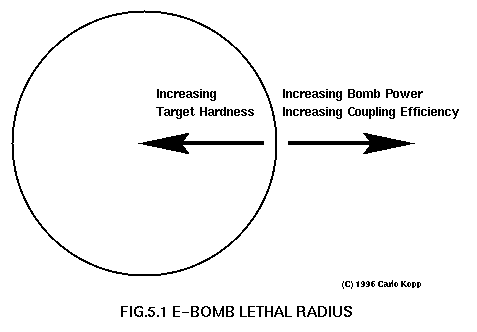 Increasing
Target Hardness
Increasing Bomb Power
Increasing Coupling Efficiency
(C) 1996 Carlo Kopp
FIG.5.1 E-BOMB LETHAL RADIUS